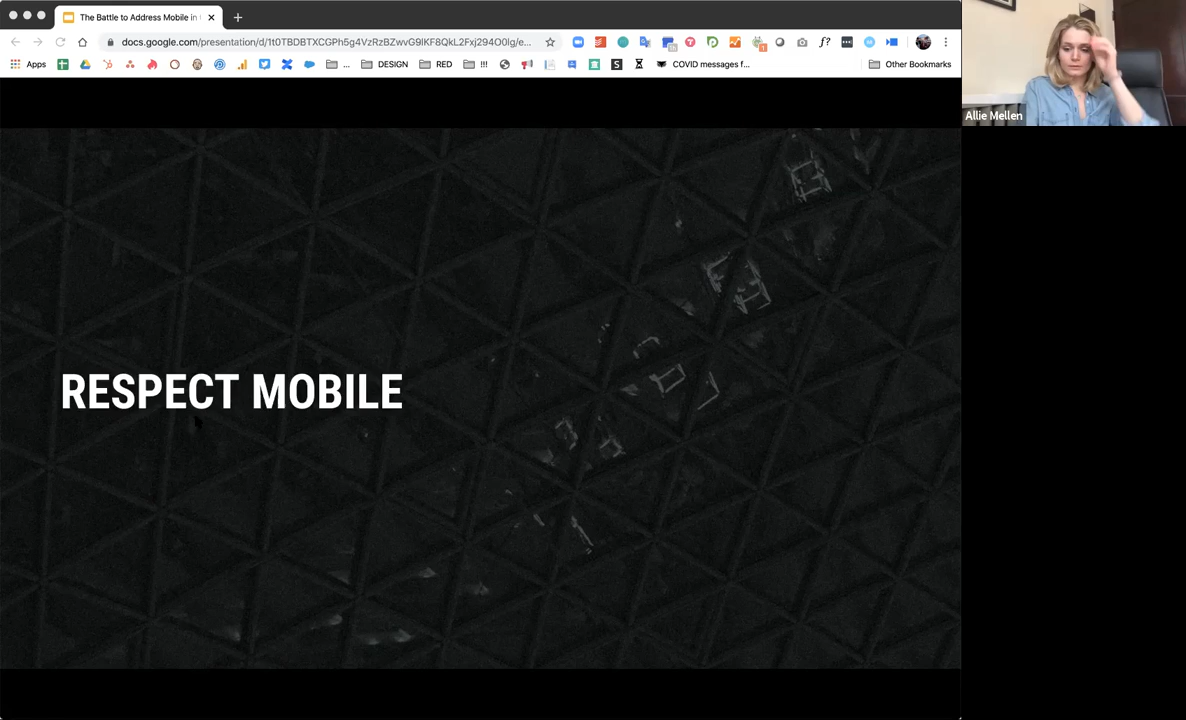 The Battle to Address Mobile in
docs.google.com/presentation/d/1t0TBDBTXCGPh5g4VzRzBZwvG9lKF8QkL2Fxj294O0lg/e...
Apps
...
DESIGN
RED
!!!
COVID messages f...
Other Bookmarks
Allie Mellen
RESPECT MOBILE